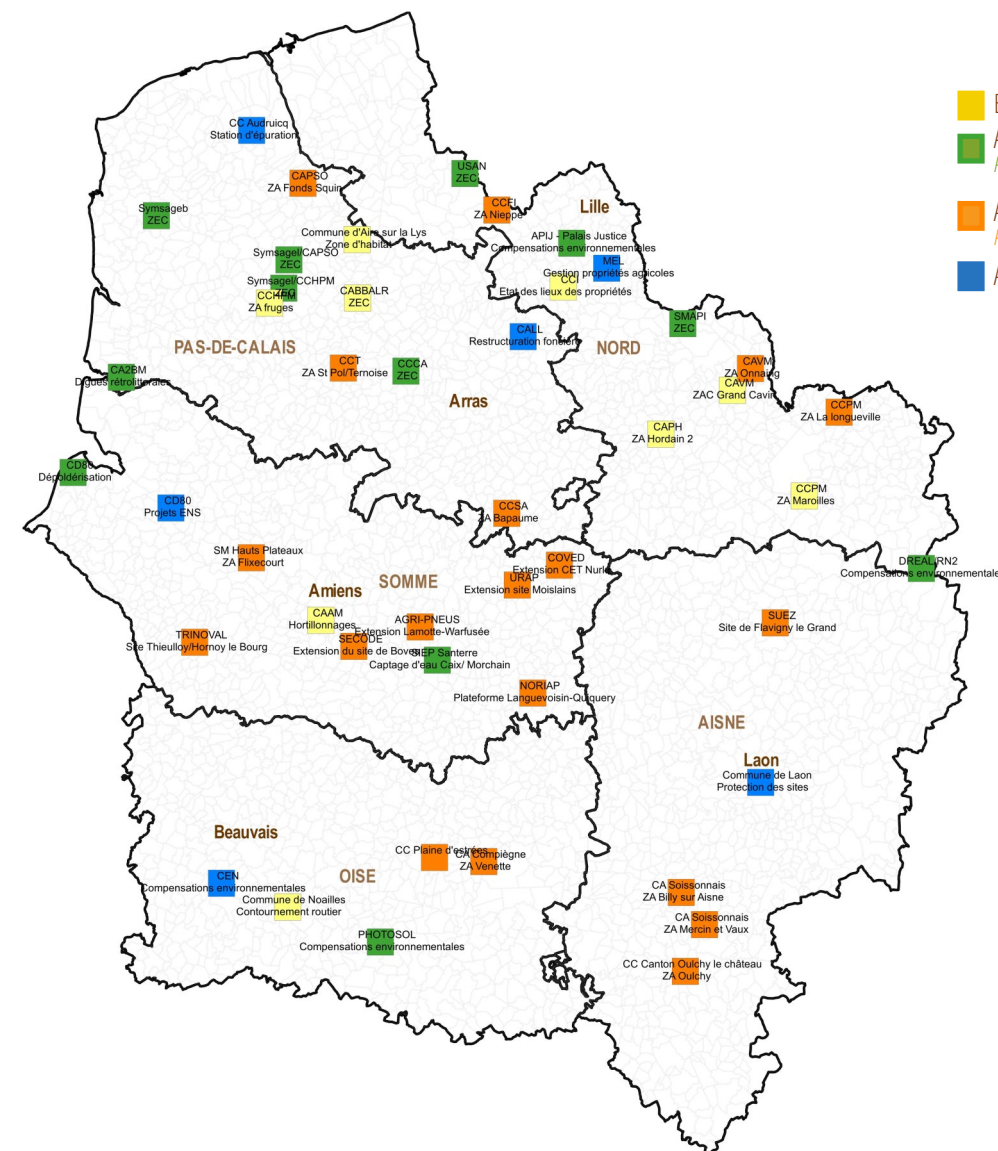 CC Audruicq
Station d'épuration
CAPSO
ZA Fonds Squin
USAN
ZEC
CCFI
ZA Nieppe
Lille
Symsageb
ZEC
Commune d'Aire sur la Lys
Zone d'habitat
APIJ - Palais Justice
Compensations environnementales
Symsagel/CAPSO
ZEC
MEL
Gestion propriétés agricoles
Symsagel/CCHPM
ZEC
CCI
Etat des lieux des propriétés
CCHPM
ZA fruges
CABBALR
ZEC
SMAPI
ZEC
CALL
Restructuration foncière
PAS-DE-CALAIS
NORD
CCT
ZA St Pol/Ternoise
CCCA
ZEC
CA2BM
Digues rétrolittorales
CAVM
ZA Onnaing
CAVM
ZAC Grand Cavin
Arras
CCPM
ZA La longueville
CAPH
ZA Hordain 2
CD80
Dépoldérisation
CCPM
ZA Maroilles
CD80
Projets ENS
CCSA
ZA Bapaume
SM Hauts Plateaux
ZA Flixecourt
COVED
Extension CET Nurlu
DREAL/RN2
Compensations environnementale
SOMME
URAP
Extension site Moislains
Amiens
CAAM
Hortillonnages
AGRI-PNEUS
Extension Lamotte-Warfusée
SUEZ
Site de Flavigny le Grand
TRINOVAL
Site Thieulloy/Hornoy le Bourg
SECODE
Extension du site de Boves
SIEP Santerre
Captage d'eau Caix/ Morchain
NORIAP
Plateforme Languevoisin-Quiquery
AISNE
Laon
Commune de Laon
Protection des sites
Beauvais
CC Plaine d'estrées
CA Compiègne
ZA Venette
OISE
CEN
Compensations environnementales
Commune de Noailles
Contournement routier
CA Soissonnais
ZA Billy sur Aisne
CA Soissonnais
ZA Mercin et Vaux
PHOTOSOL
Compensations environnementales
CC Canton Oulchy le château
ZA Oulchy